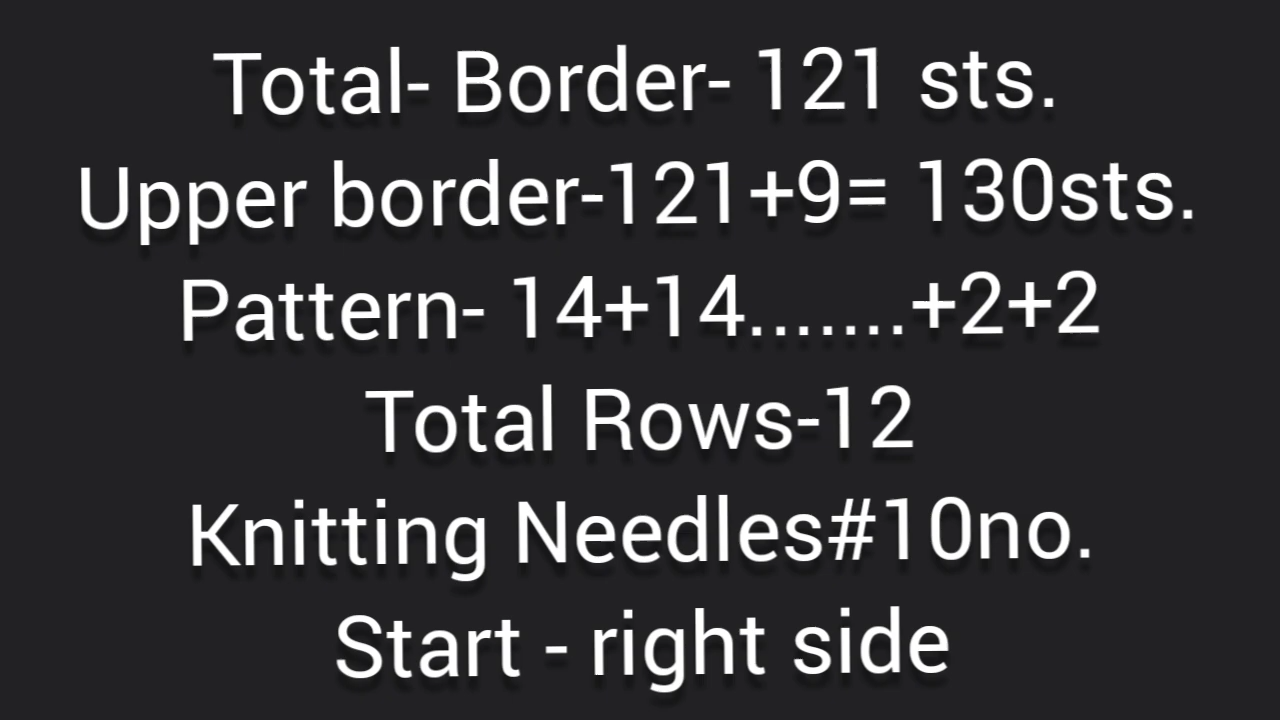 Total- Border- 121 sts.
Upper border-121+9= 130sts.
Pattern- 14+14.......+2+2
Total Rows-12
Knitting Needles#10no.
Start - right side